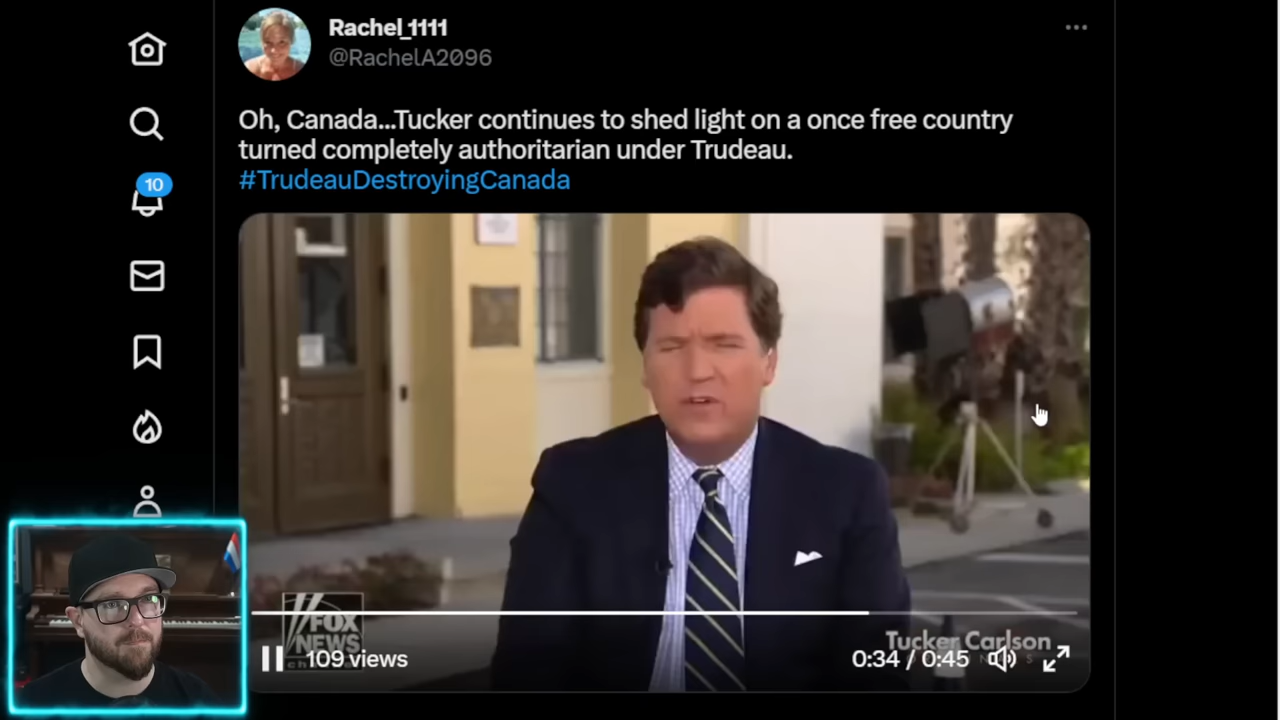 Rachel_1111
@RachelA2096
Oh, Canada...Tucker continues to shed light on a once free country
turned completely authoritarian under Trudeau.
#TrudeauDestroyingCanada
10
FOX
NEWS
Tucker Carlson
109 views
0:34 / 0:45